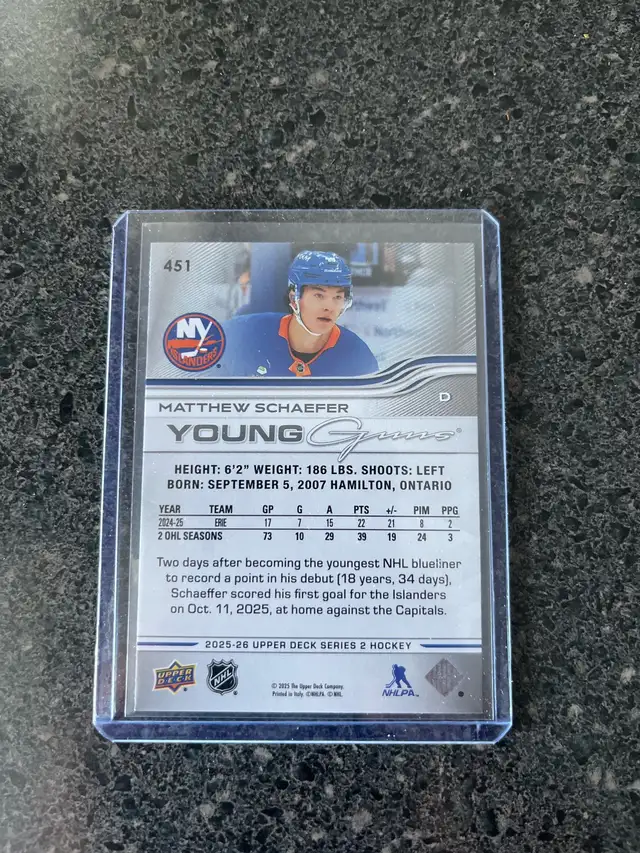 451
NY
ISLANDERS
D
MATTHEW SCHAEFER
YOUNG Guns®
HEIGHT: 6'2" WEIGHT: 186 LBS. SHOOTS: LEFT
BORN: SEPTEMBER 5, 2007 HAMILTON, ONTARIO
YEAR TEAM GP G A PTS +/- PIM PPG
2024-25 ERIE 17 7 15 22 21 8 2
2 OHL SEASONS 73 10 29 39 19 24 3
Two days after becoming the youngest NHL blueliner
to record a point in his debut (18 years, 34 days),
Schaeffer scored his first goal for the Islanders
on Oct. 11, 2025, at home against the Capitals.
2025-26 UPPER DECK SERIES 2 HOCKEY
UPPER DECK
NHL
© 2025 The Upper Deck Company.
Printed in Italy. ©NHLPA. ©NHL.
NHLPA